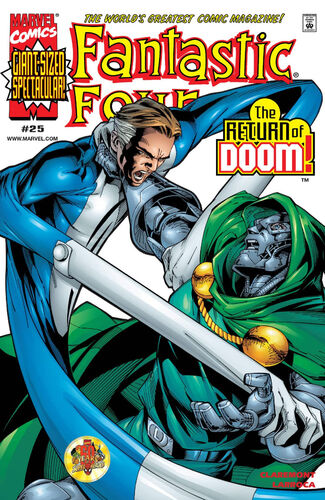 THE WORLD'S GREATEST COMIC MAGAZINE!
MARVEL
COMICS
Fantastic
Four
GIANT-SIZED
SPECTACULAR!
#25
WWW.MARVEL.COM
The
RETURN of
DOOM!
TM
CLAREMONT
LARROCA